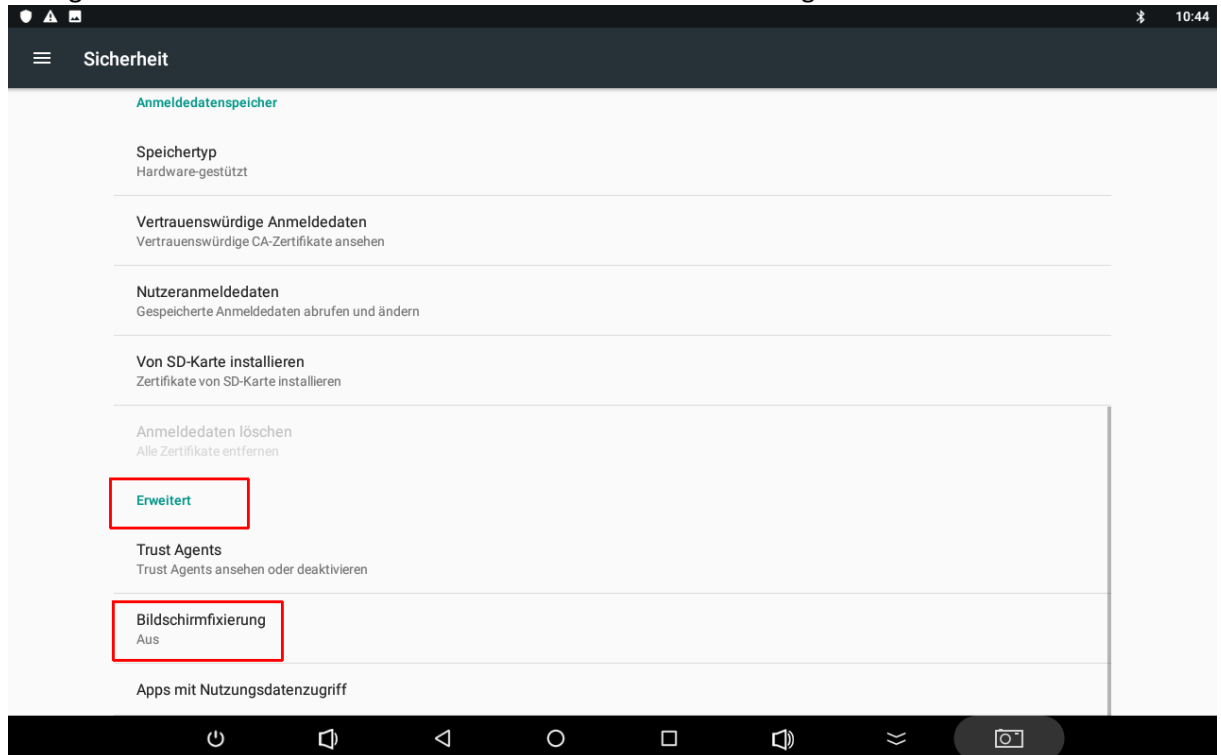 10:44
Sicherheit
Anmeldedatenspeicher
Speichertyp
Hardware-gestützt
Vertrauenswürdige Anmeldedaten
Vertrauenswürdige CA-Zertifikate ansehen
Nutzeranmeldedaten
Gespeicherte Anmeldedaten abrufen und ändern
Von SD-Karte installieren
Zertifikate von SD-Karte installieren
Anmeldedaten löschen
Alle Zertifikate entfernen
Erweitert
Trust Agents
Trust Agents ansehen oder deaktivieren
Bildschirmfixierung
Aus
Apps mit Nutzungsdatenzugriff